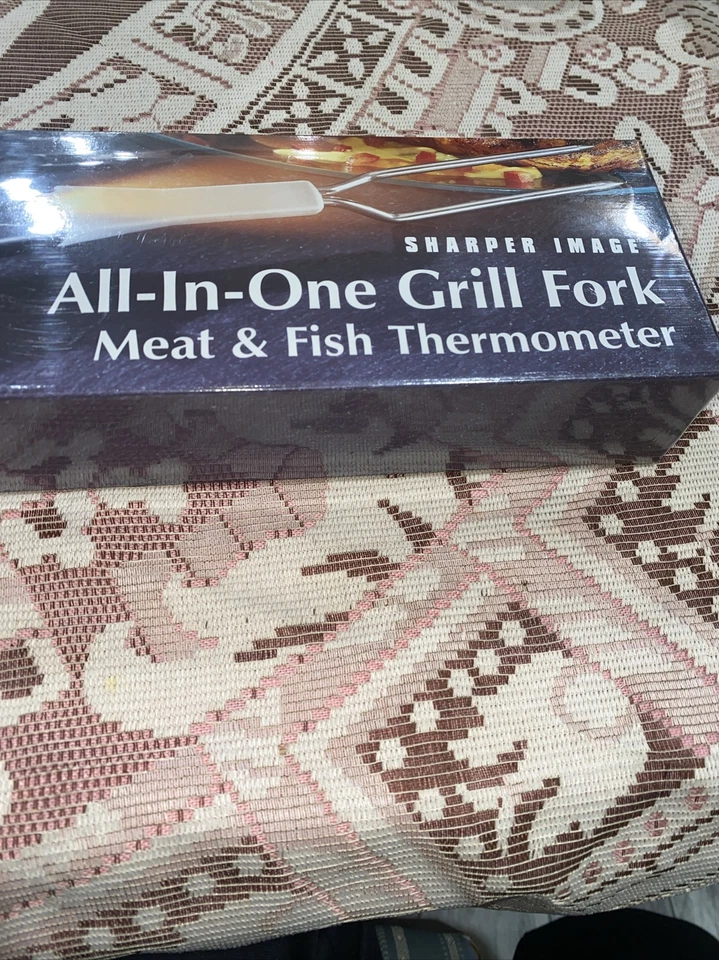 SHARPER IMAGE
All-In-One Grill Fork
Meat & Fish Thermometer